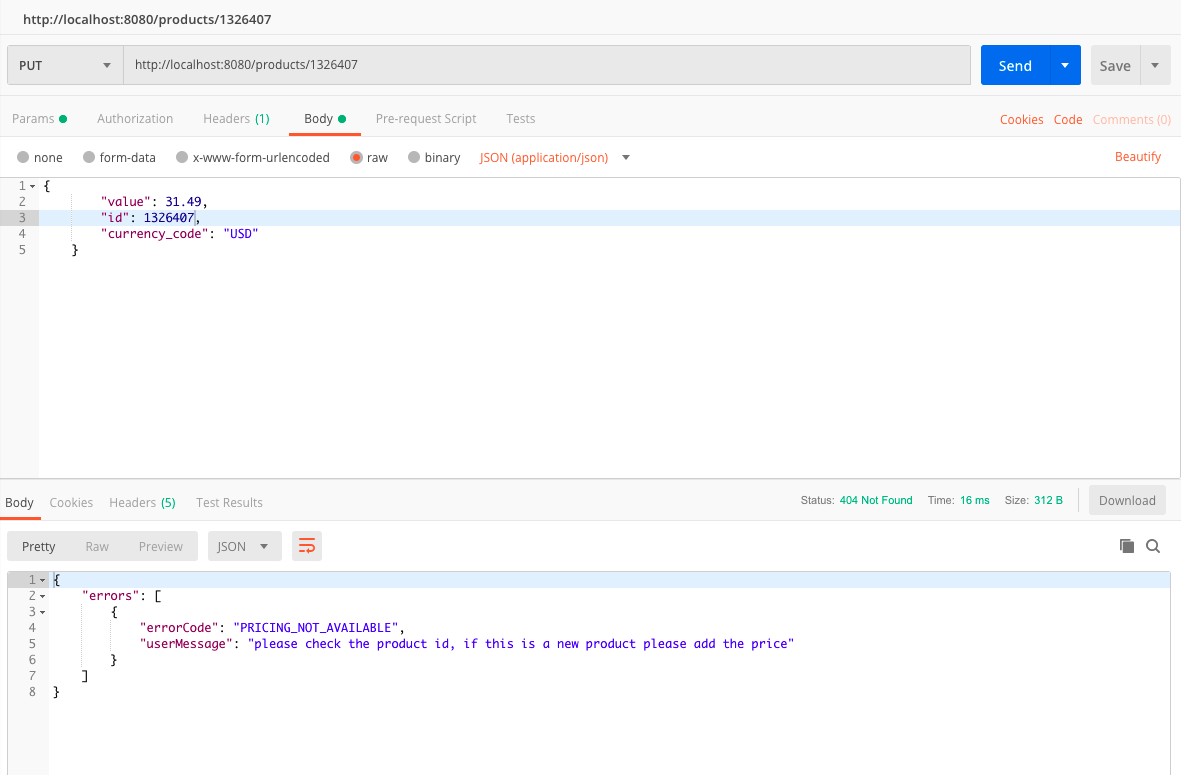 http://localhost:8080/products/1326407
PUT http://localhost:8080/products/1326407 Send Save
Params Authorization Headers (1) Body Pre-request Script Tests Cookies Code Comments (0)
none form-data x-www-form-urlencoded raw binary JSON (application/json) Beautify
1 {
2 "value": 31.49,
3 "id": 1326407,
4 "currency_code": "USD"
5 }
Body Cookies Headers (5) Test Results Status: 404 Not Found Time: 16 ms Size: 312 B Download
Pretty Raw Preview JSON
1 {
2 "errors": [
3 {
4 "errorCode": "PRICING_NOT_AVAILABLE",
5 "userMessage": "please check the product id, if this is a new product please add the price"
6 }
7 ]
8 }